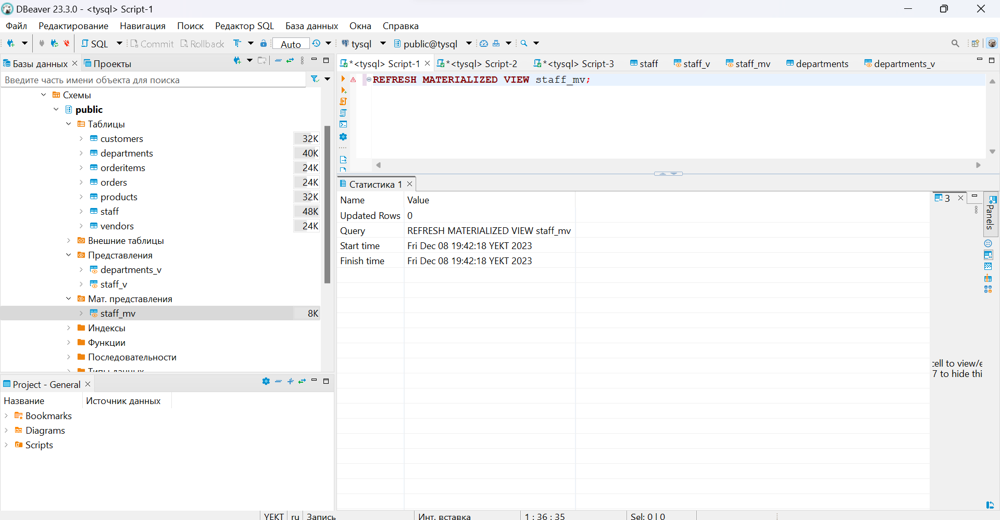 DBeaver 23.3.0 - <tysql> Script-1
Файл Редактирование Навигация Поиск Редактор SQL База данных Окна Справка
SQL Commit Rollback Auto tysql public@tysql
Базы данных Проекты
*<tysql> Script-1 *<tysql> Script-2 *<tysql> Script-3 staff staff_v staff_mv departments departments_v
Введите часть имени объекта для поиска
REFRESH MATERIALIZED VIEW staff_mv;
Схемы
public
Таблицы
customers 32K
departments 40K
orderitems 24K
orders 24K
products 32K
staff 48K
vendors 24K
Внешние таблицы
Представления
departments_v
staff_v
Мат. представления
staff_mv 8K
Индексы
Функции
Последовательности
Типы данных
Статистика 1
Name Value
Updated Rows 0
Query REFRESH MATERIALIZED VIEW staff_mv
Start time Fri Dec 08 19:42:18 YEKT 2023
Finish time Fri Dec 08 19:42:18 YEKT 2023
3
Panels
cell to view/e
7 to hide thi
Project - General
Название Источник данных
Bookmarks
Diagrams
Scripts
YEKT ru Запись Инт. вставка 1 : 36 : 35 Sel: 0 | 0